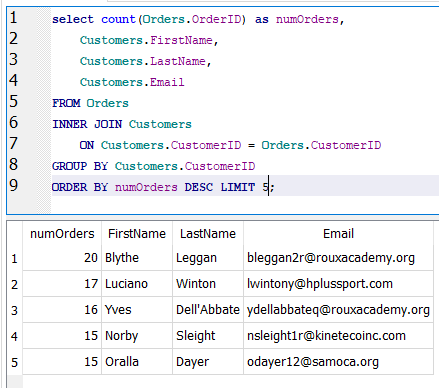 1 select count(Orders.OrderID) as numOrders,
2 Customers.FirstName,
3 Customers.LastName,
4 Customers.Email
5 FROM Orders
6 INNER JOIN Customers
7 ON Customers.CustomerID = Orders.CustomerID
8 GROUP BY Customers.CustomerID
9 ORDER BY numOrders DESC LIMIT 5;
numOrders FirstName LastName Email
1 20 Blythe Leggan bleggan2r@rouxacademy.org
2 17 Luciano Winton lwintony@hplussport.com
3 16 Yves Dell'Abbate ydellabbateq@rouxacademy.org
4 15 Norby Sleight nsleight1r@kinetecoinc.com
5 15 Oralla Dayer odayer12@samoca.org